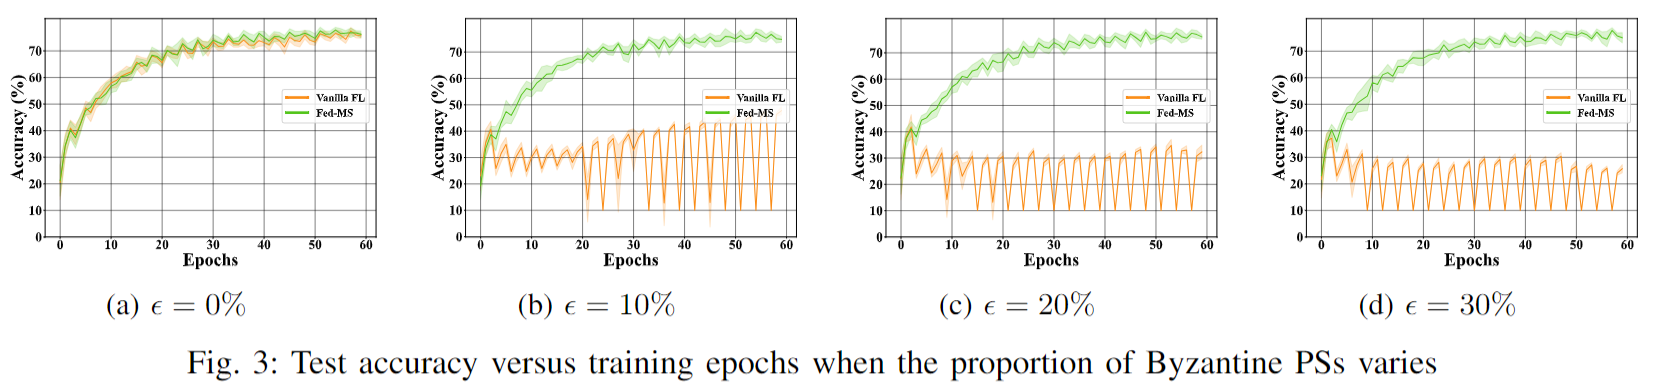 Accuracy (%)
70
60
50
40
30
20
10
0
Vanilla FL
Fed-MS
0 10 20 30 40 50 60
Epochs
(a) ϵ = 0%
Accuracy (%)
70
60
50
40
30
20
10
0
Vanilla FL
Fed-MS
0 10 20 30 40 50 60
Epochs
(b) ϵ = 10%
Accuracy (%)
70
60
50
40
30
20
10
0
Vanilla FL
Fed-MS
0 10 20 30 40 50 60
Epochs
(c) ϵ = 20%
Accuracy (%)
70
60
50
40
30
20
10
0
Vanilla FL
Fed-MS
0 10 20 30 40 50 60
Epochs
(d) ϵ = 30%
Fig. 3: Test accuracy versus training epochs when the proportion of Byzantine PSs varies